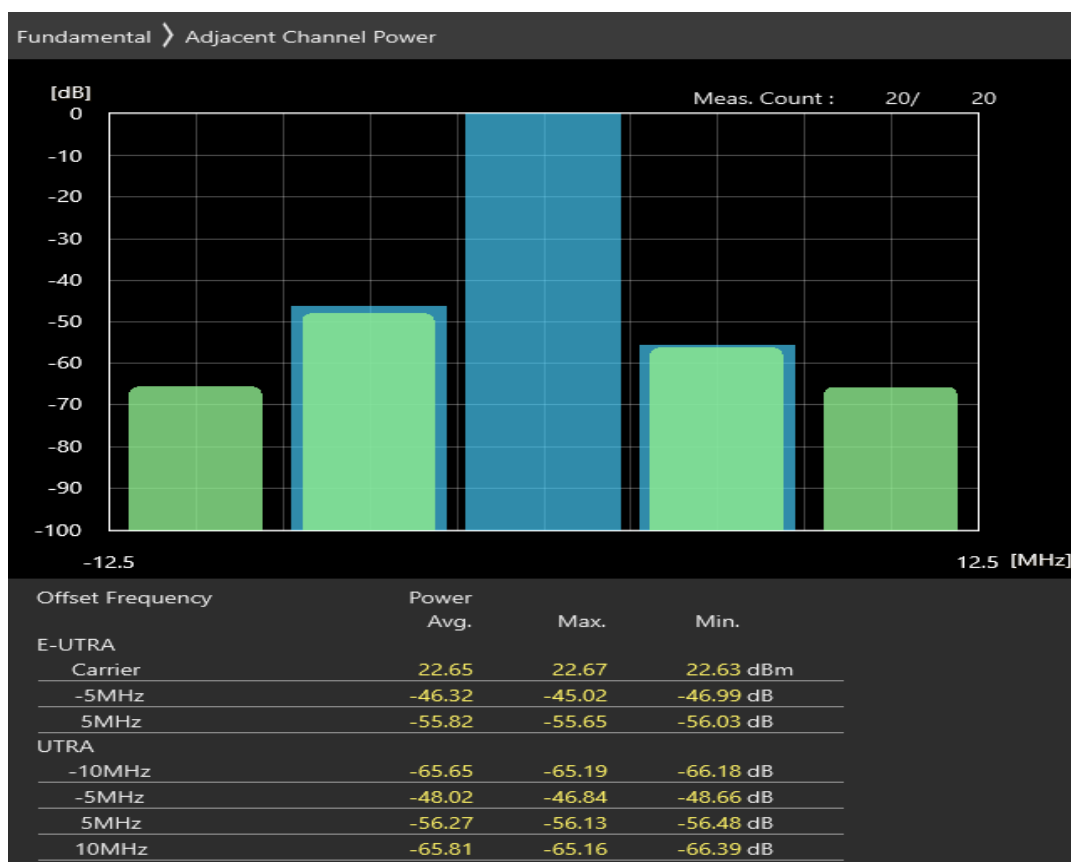 Fundamental ❯ Adjacent Channel Power
[dB]
Meas. Count : 20/ 20
0
-10
-20
-30
-40
-50
-60
-70
-80
-90
-100
-12.5 12.5 [MHz]
Offset Frequency Power
Avg. Max. Min.
E-UTRA
Carrier 22.65 22.67 22.63 dBm
-5MHz -46.32 -45.02 -46.99 dB
5MHz -55.82 -55.65 -56.03 dB
UTRA
-10MHz -65.65 -65.19 -66.18 dB
-5MHz -48.02 -46.84 -48.66 dB
5MHz -56.27 -56.13 -56.48 dB
10MHz -65.81 -65.16 -66.39 dB